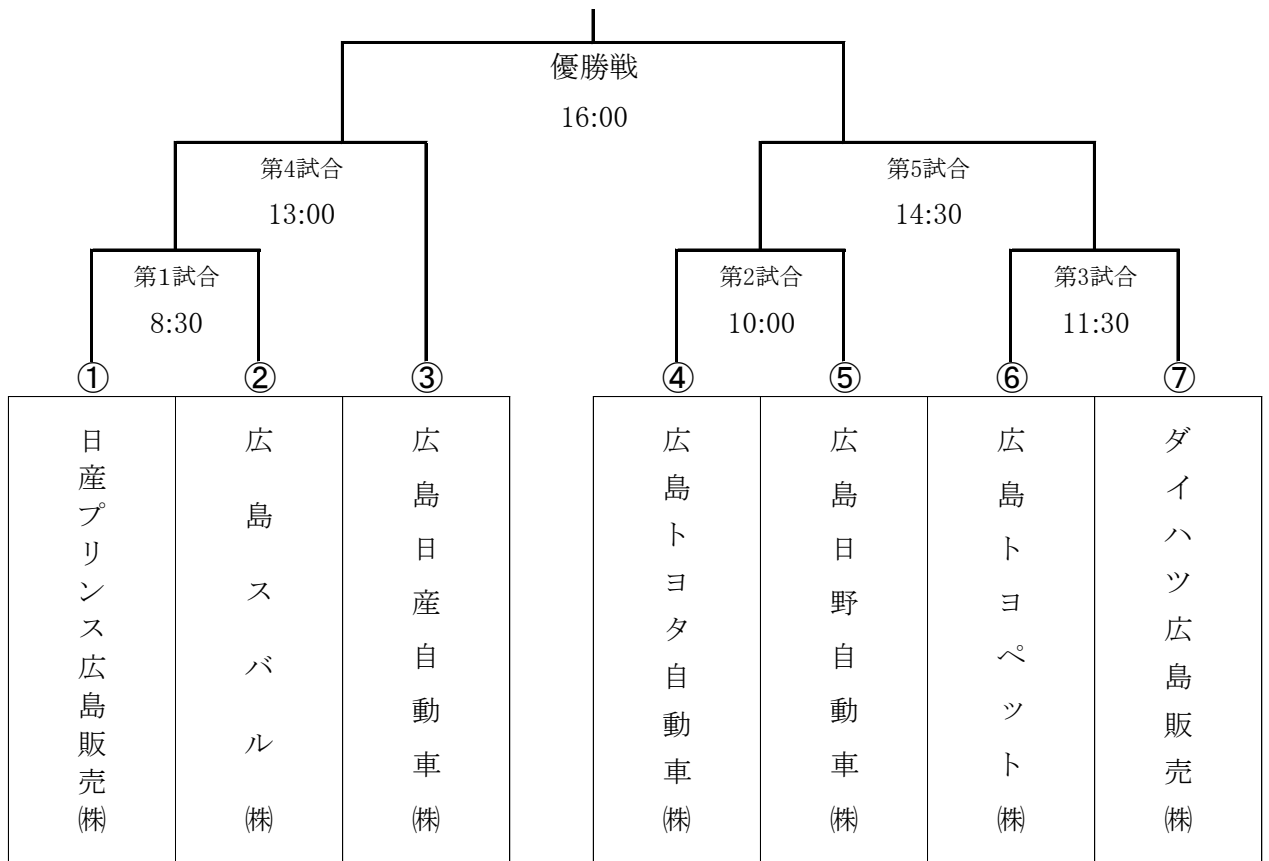 優勝戦
16:00
第4試合
13:00
第5試合
14:30
第1試合
8:30
第2試合
10:00
第3試合
11:30
①
②
③
④
⑤
⑥
⑦
日産プリンス広島販売㈱
広島スバル㈱
広島日産自動車㈱
広島トヨタ自動車㈱
広島日野自動車㈱
広島トヨペット㈱
ダイハツ広島販売㈱